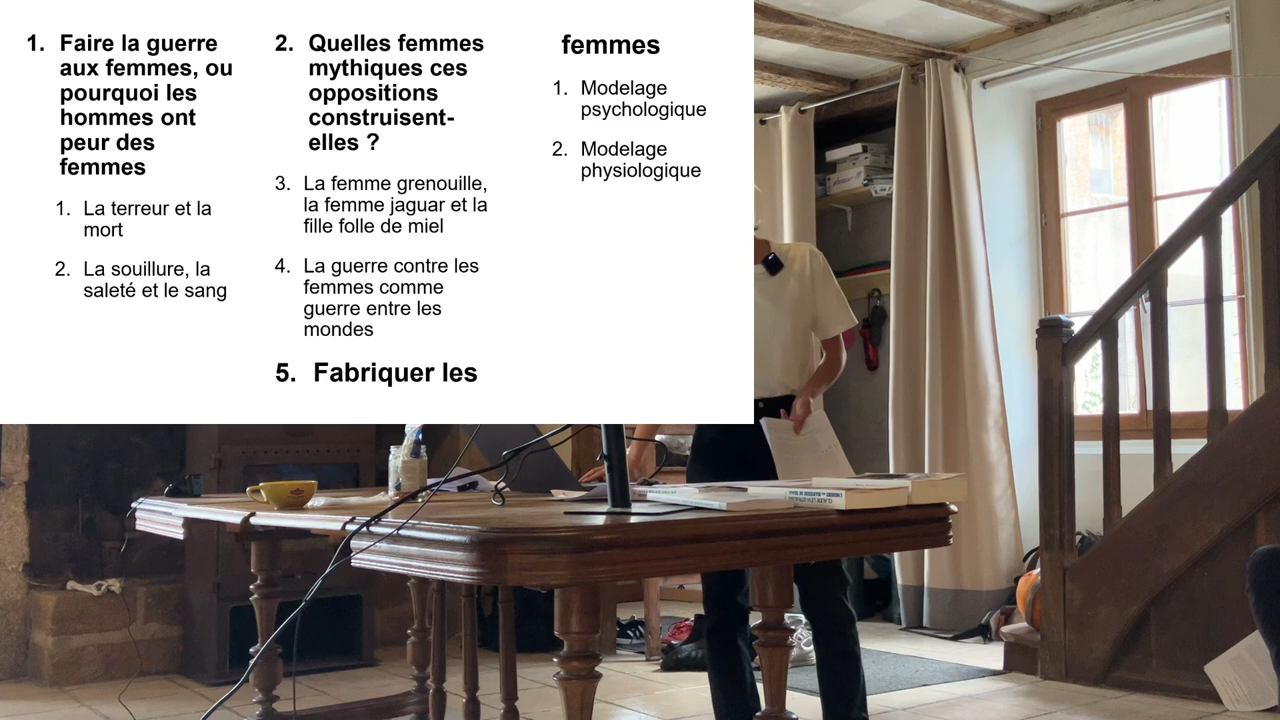 1. Faire la guerre
aux femmes, ou
pourquoi les
hommes ont
peur des
femmes
1. La terreur et la
mort
2. La souillure, la
saleté et le sang
2. Quelles femmes
mythiques ces
oppositions
construisent-
elles ?
3. La femme grenouille,
la femme jaguar et la
fille folle de miel
4. La guerre contre les
femmes comme
guerre entre les
mondes
5. Fabriquer les
femmes
1. Modelage
psychologique
2. Modelage
physiologique